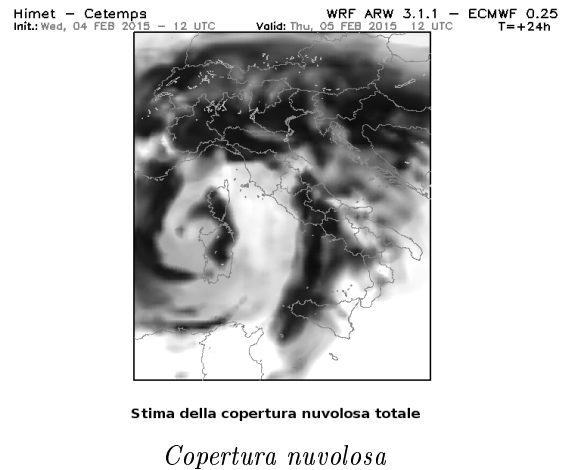 Himet – Cetemps WRF ARW 3.1.1 – ECMWF 0.25
Init.: Wed, 04 FEB 2015 – 12 UTC Valid: Thu, 05 FEB 2015 12 UTC T=+24h
Stima della copertura nuvolosa totale
Copertura nuvolosa